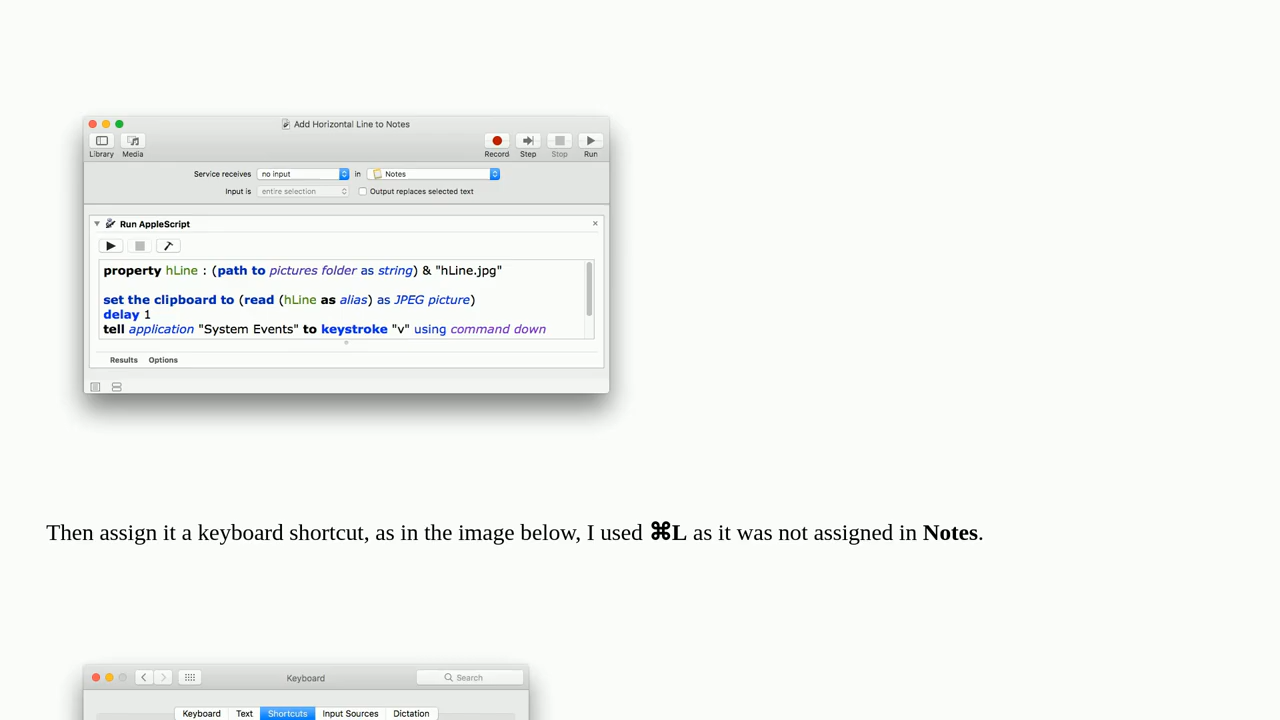 Add Horizontal Line to Notes
Library Media Record Step Stop Run
Service receives no input in Notes
Input is entire selection Output replaces selected text
Run AppleScript
property hLine : (path to pictures folder as string) & "hLine.jpg"
set the clipboard to (read (hLine as alias) as JPEG picture)
delay 1
tell application "System Events" to keystroke "v" using command down
Results Options
Then assign it a keyboard shortcut, as in the image below, I used ⌘L as it was not assigned in Notes.
Keyboard Search
Keyboard Text Shortcuts Input Sources Dictation